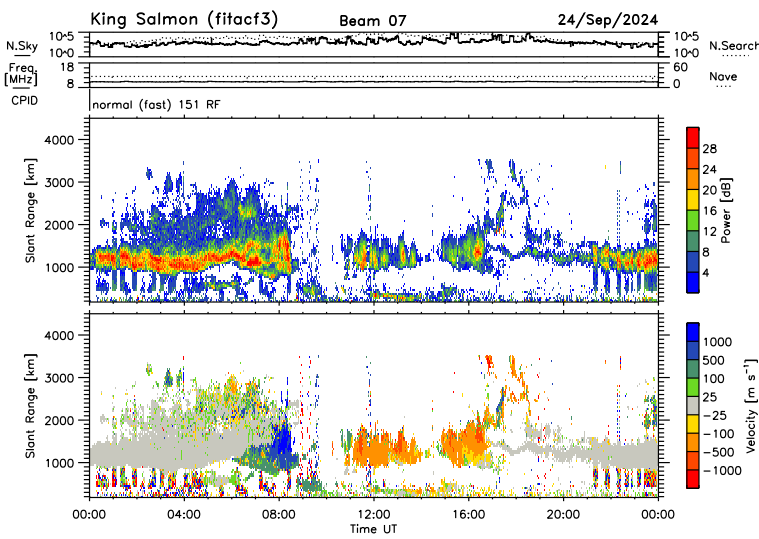 King Salmon (fitacf3) Beam 07 24/Sep/2024
N.Sky 10^5 10^0 10^5 10^0 N.Search
Freq. [MHz] 18 8 60 0 Nave
CPID normal (fast) 151 RF
Slant Range [km] 4000 3000 2000 1000
Power [dB] 28 24 20 16 12 8 4
Slant Range [km] 4000 3000 2000 1000
Velocity [m s⁻¹] 1000 500 100 25 −25 −100 −500 −1000
00:00 04:00 08:00 12:00 16:00 20:00 00:00
Time UT